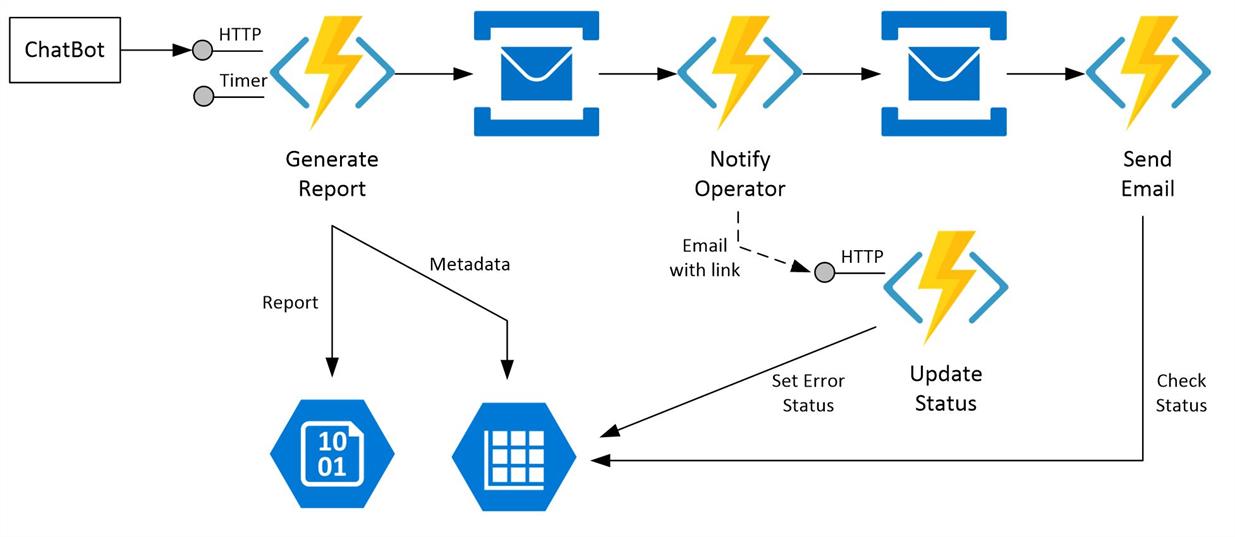 ChatBot
HTTP
Timer
Generate
Report
Notify
Operator
Send
Email
Email
with link
HTTP
Metadata
Report
Update
Status
Set Error
Status
Check
Status
10
01